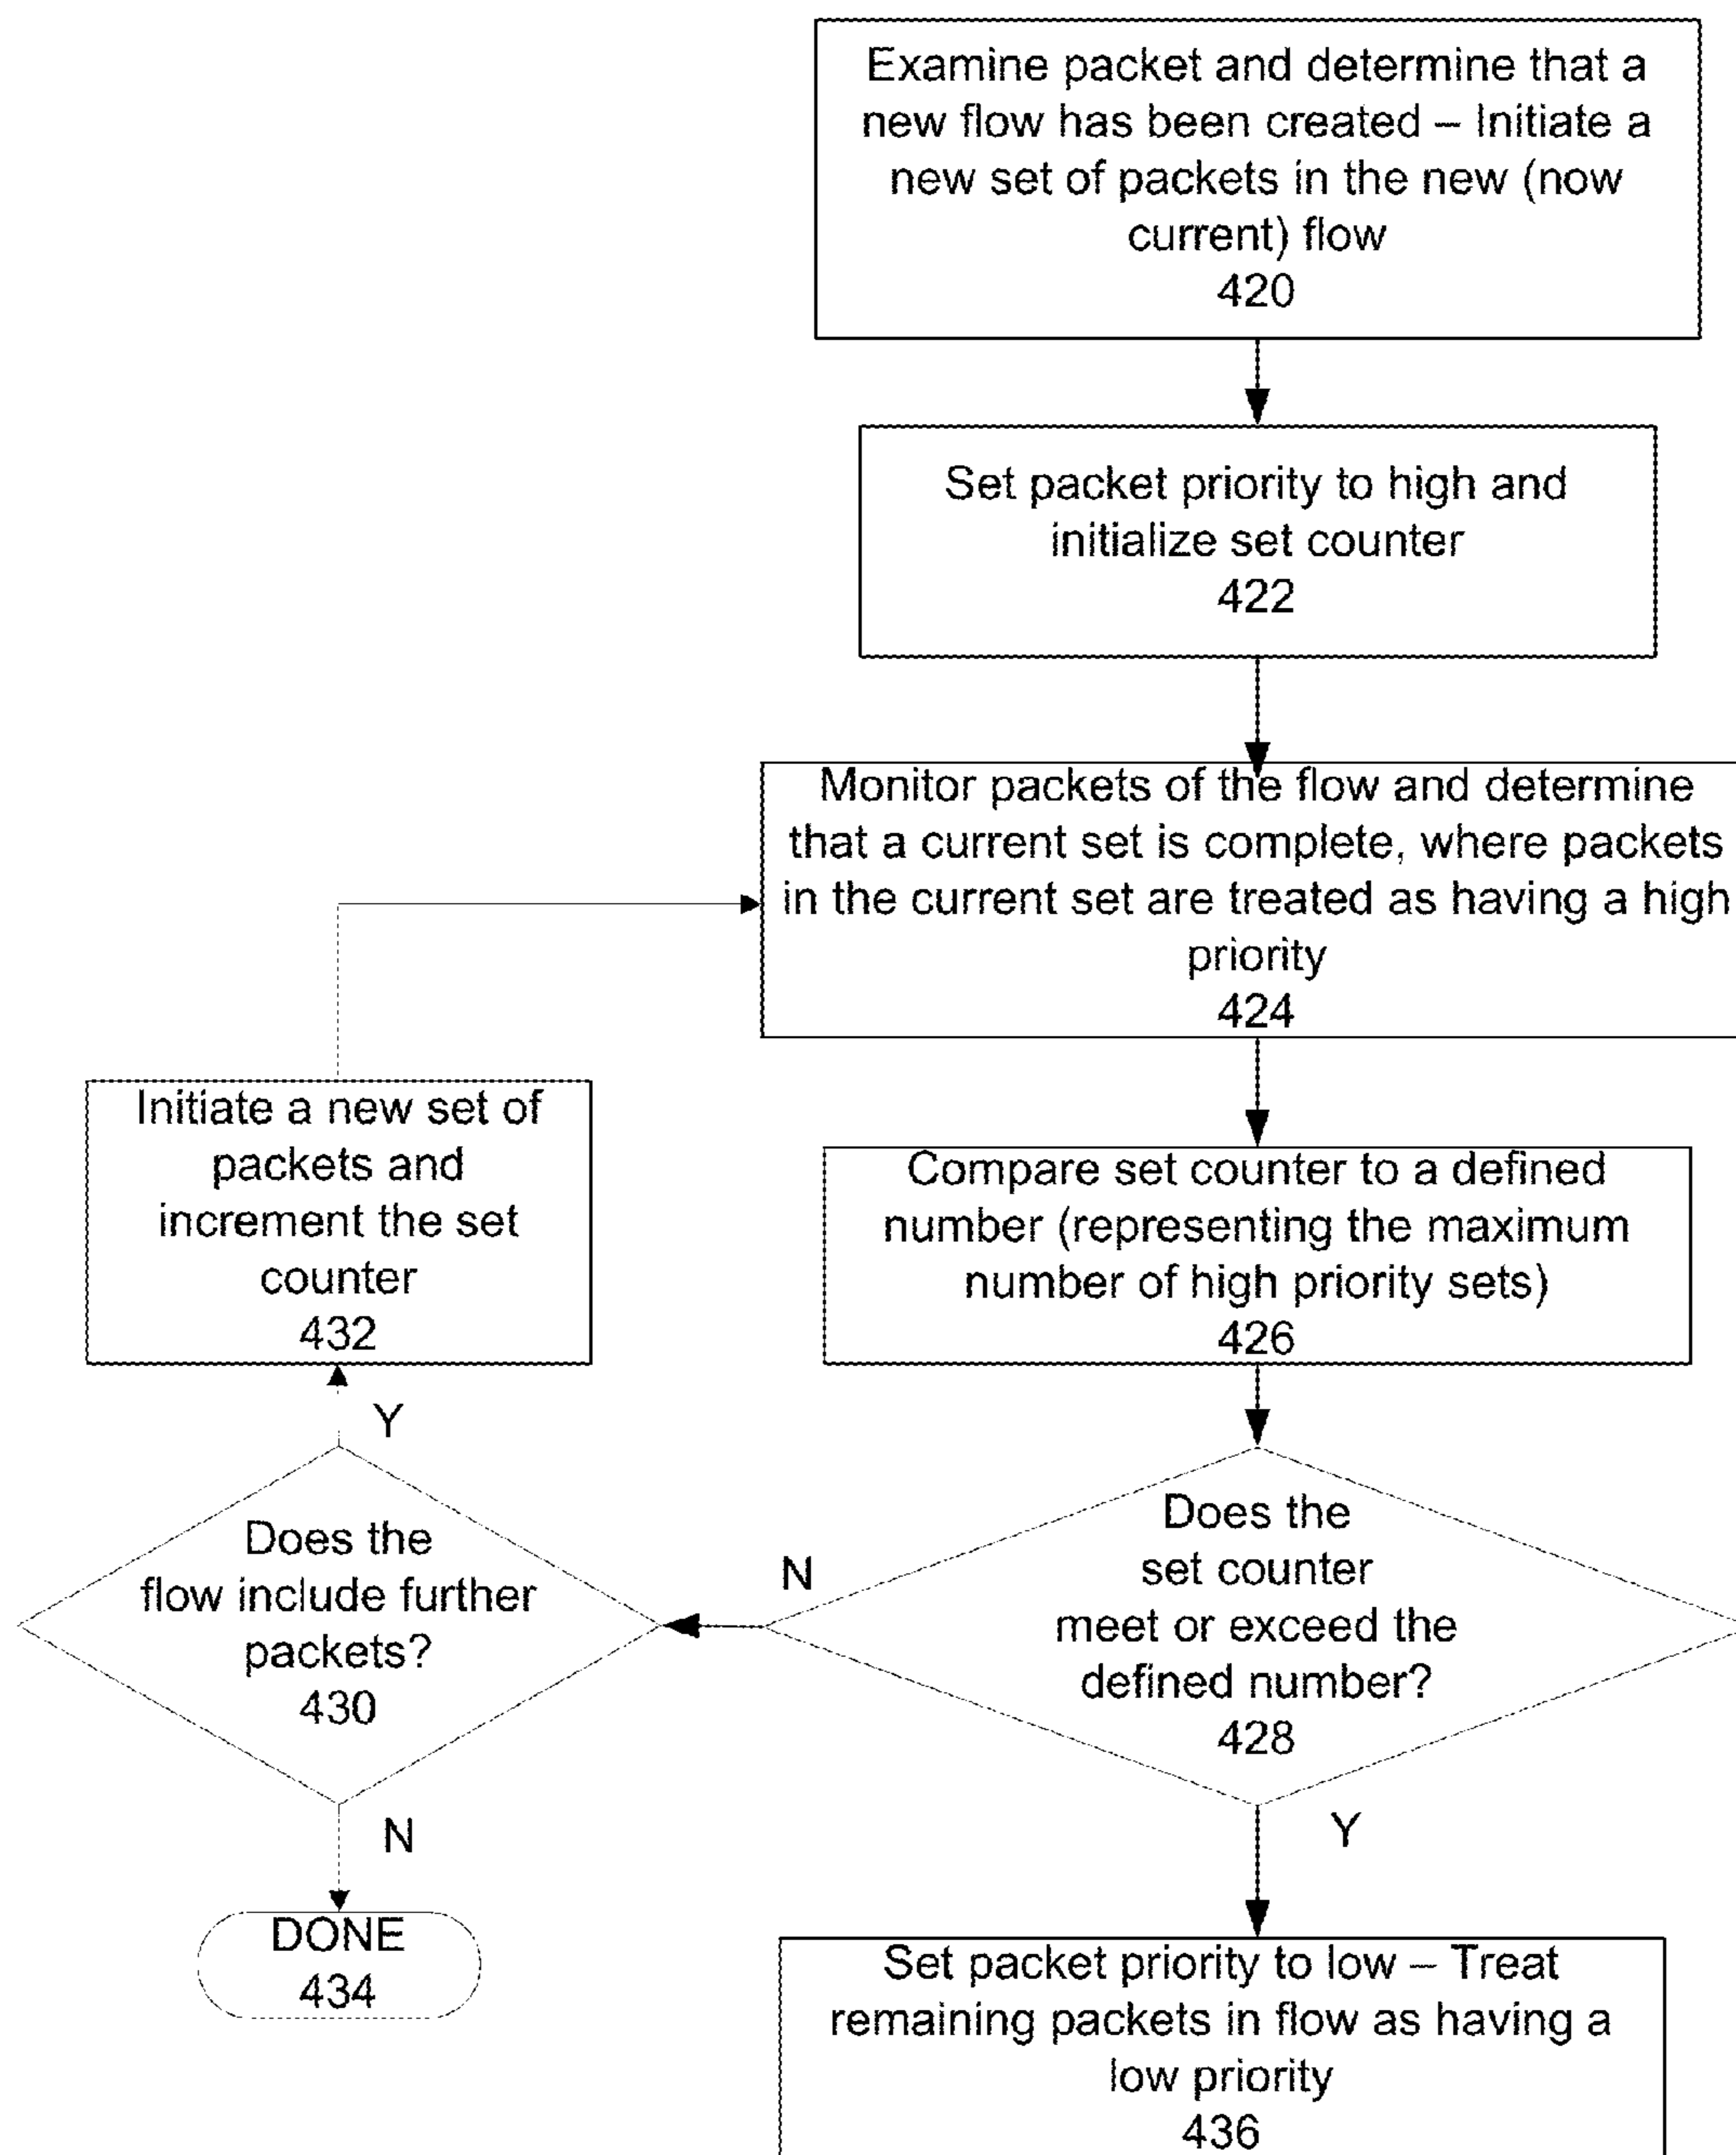 Examine packet and determine that a
new flow has been created – Initiate a
new set of packets in the new (now
current) flow
420
Set packet priority to high and
initialize set counter
422
Monitor packets of the flow and determine
that a current set is complete, where packets
in the current set are treated as having a high
priority
424
Initiate a new set of
packets and
increment the set
counter
432
Compare set counter to a defined
number (representing the maximum
number of high priority sets)
426
Y
Does the
flow include further
packets?
430
N
Does the
set counter
meet or exceed the
defined number?
428
N
Y
DONE
434
Set packet priority to low – Treat
remaining packets in flow as having a
low priority
436